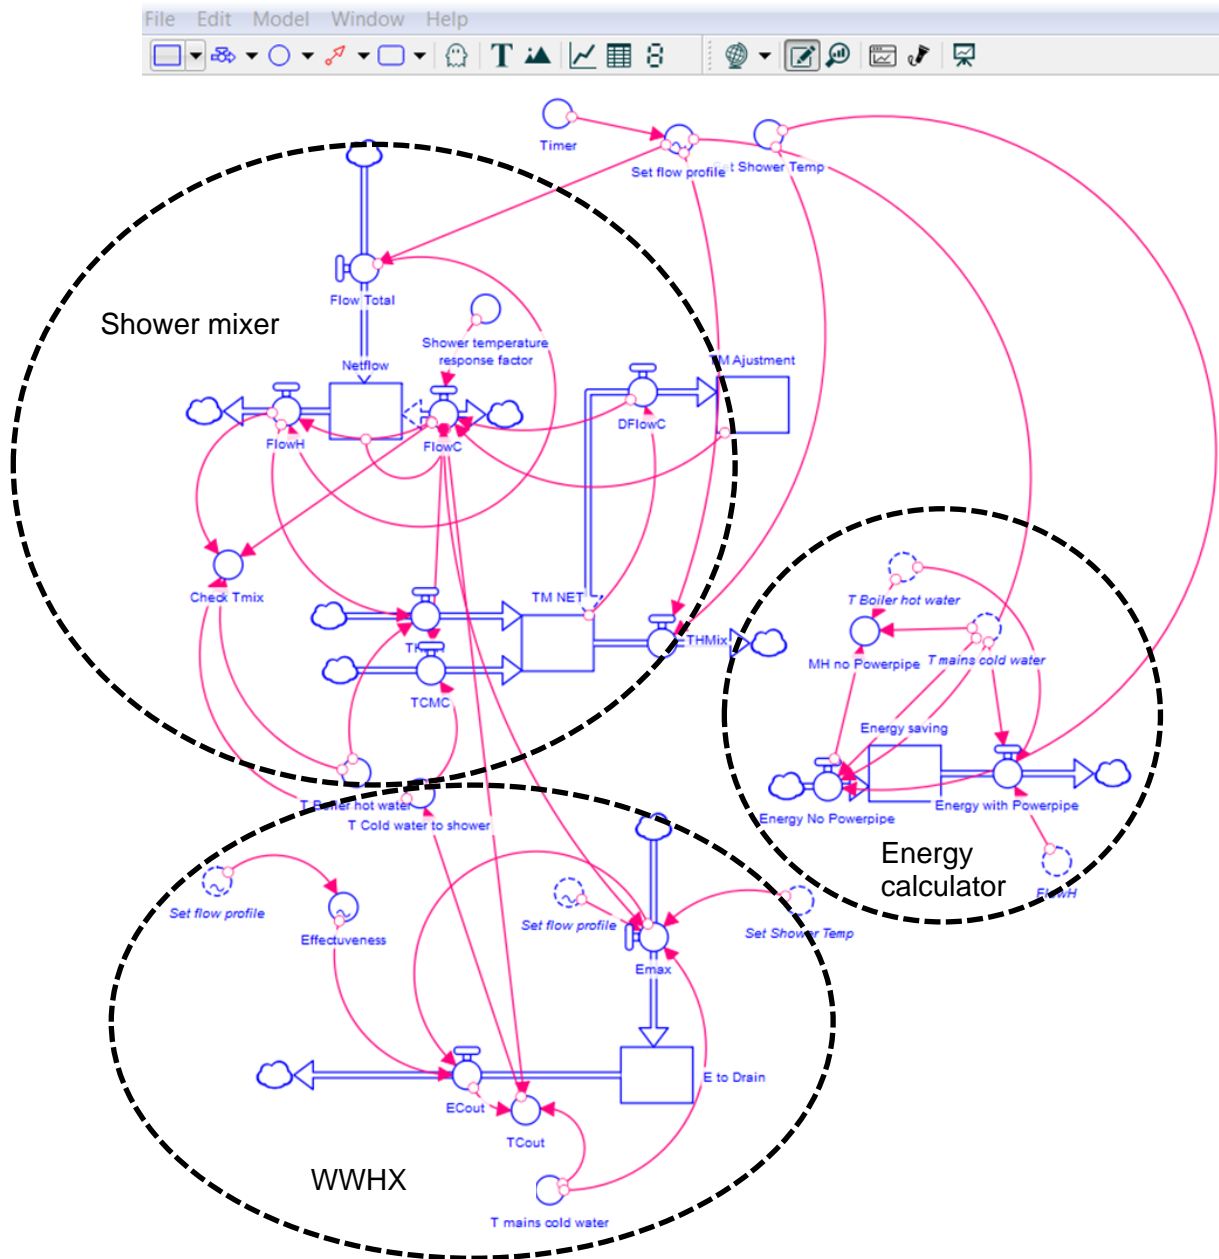 File Edit Model Window Help
Timer
Set flow profile
Set Shower Temp
Flow Total
Shower mixer
Shower temperature
response factor
Netflow
TM Ajustment
FlowH
FlowC
DFlowC
Check Tmix
TM NET
T Boiler hot water
THMix
MH no Powerpipe
T mains cold water
TCMC
Energy saving
T Boiler hot water
T Cold water to shower
Energy No Powerpipe
Energy with Powerpipe
Energy
calculator
FlowH
Set flow profile
Effectuveness
Set flow profile
Set Shower Temp
Emax
E to Drain
ECout
TCout
WWHX
T mains cold water